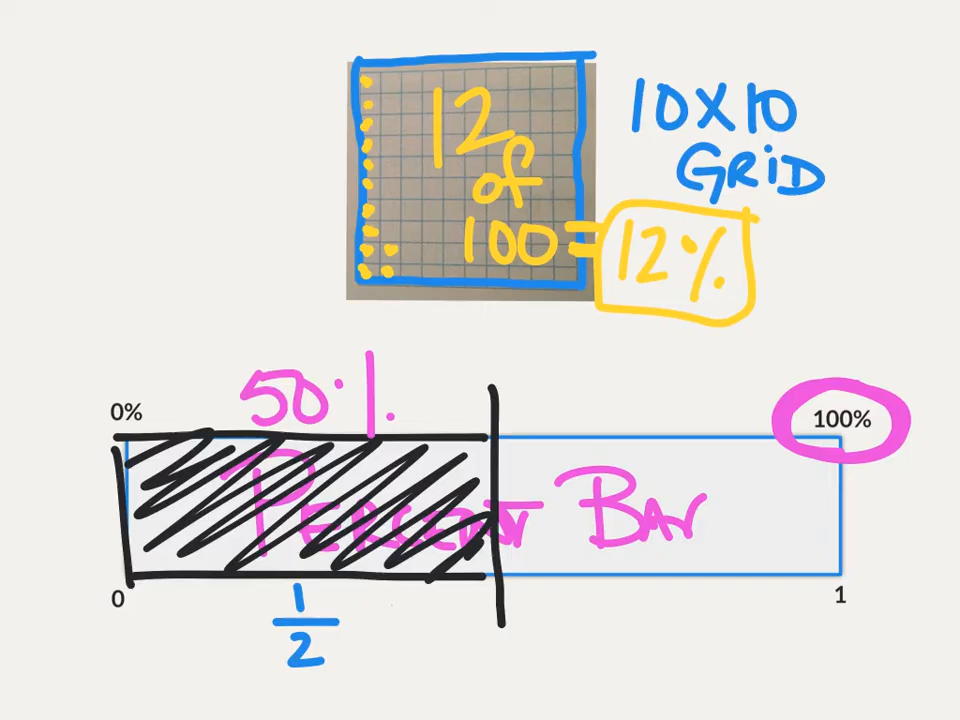 12
of
100 = 12%
10X10
GRID
50%
0%
100%
PERCENT BAR
0
1
1/2